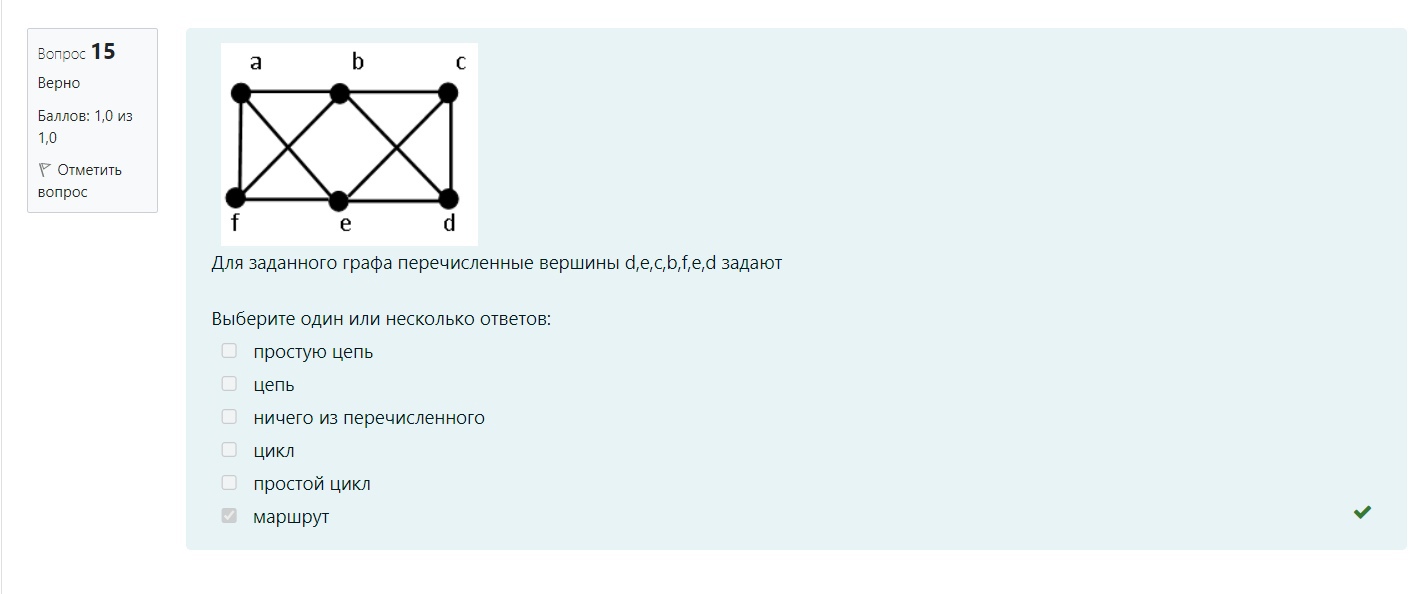 Вопрос 15
Верно
Баллов: 1,0 из
1,0
Отметить
вопрос
a b c
f e d
Для заданного графа перечисленные вершины d,e,c,b,f,e,d задают
Выберите один или несколько ответов:
простую цепь
цепь
ничего из перечисленного
цикл
простой цикл
маршрут